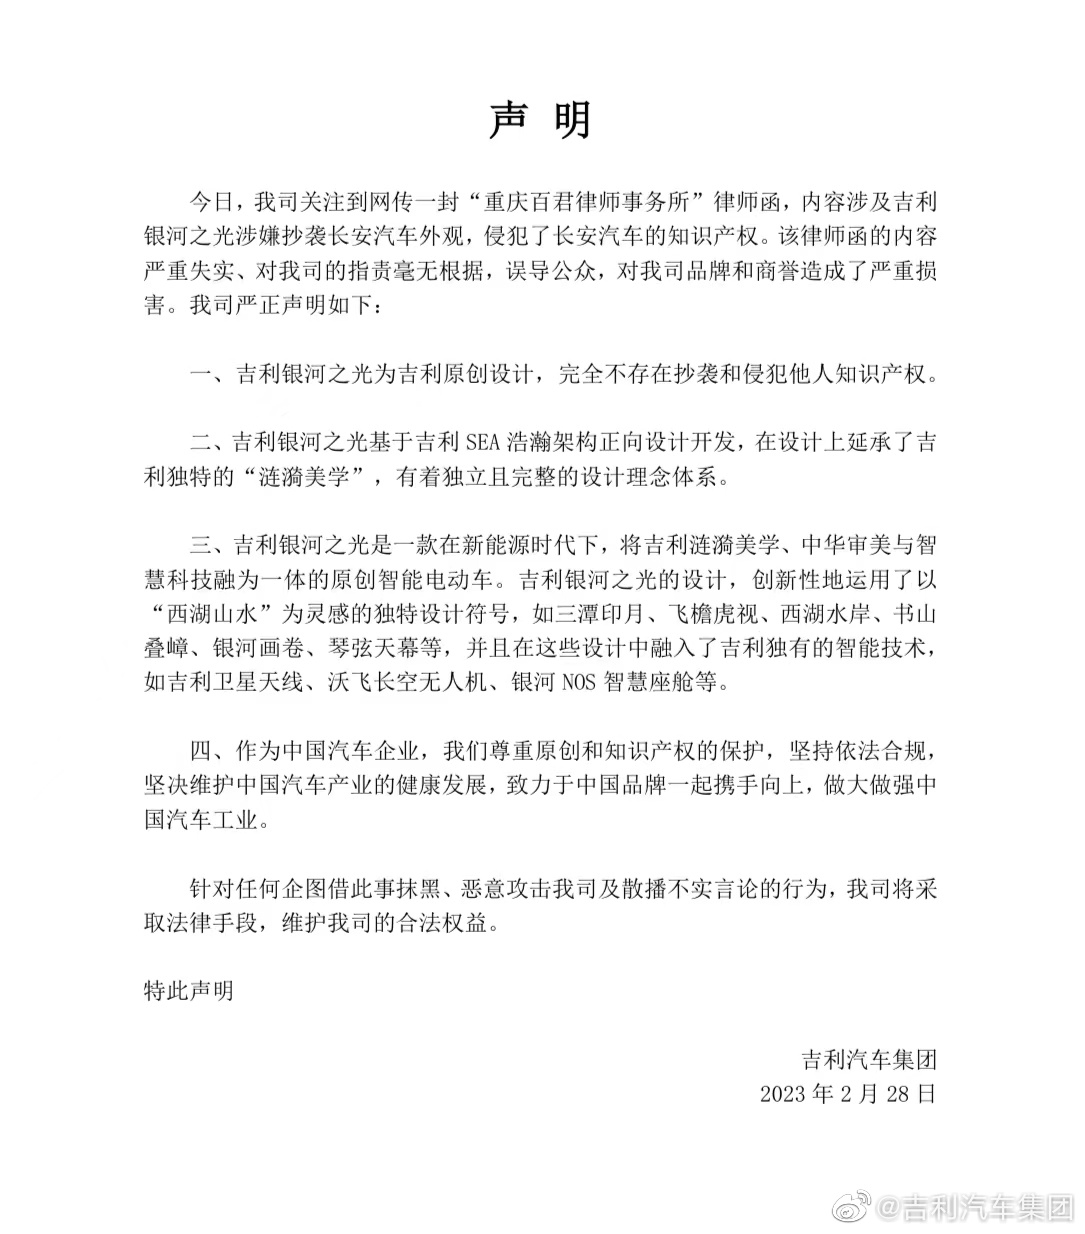 声 明
今日，我司关注到网传一封“重庆百君律师事务所”律师函，内容涉及吉利
银河之光涉嫌抄袭长安汽车外观，侵犯了长安汽车的知识产权。该律师函的内容
严重失实、对我司的指责毫无根据，误导公众，对我司品牌和商誉造成了严重损
害。我司严正声明如下：
一、吉利银河之光为吉利原创设计，完全不存在抄袭和侵犯他人知识产权。
二、吉利银河之光基于吉利 SEA 浩瀚架构正向设计开发，在设计上延承了吉
利独特的“涟漪美学”，有着独立且完整的设计理念体系。
三、吉利银河之光是一款在新能源时代下，将吉利涟漪美学、中华审美与智
慧科技融为一体的原创智能电动车。吉利银河之光的设计，创新性地运用了以
“西湖山水”为灵感的独特设计符号，如三潭印月、飞檐虎视、西湖水岸、书山
叠嶂、银河画卷、琴弦天幕等，并且在这些设计中融入了吉利独有的智能技术，
如吉利卫星天线、沃飞长空无人机、银河 NOS 智慧座舱等。
四、作为中国汽车企业，我们尊重原创和知识产权的保护，坚持依法合规，
坚决维护中国汽车产业的健康发展，致力于中国品牌一起携手向上，做大做强中
国汽车工业。
针对任何企图借此事抹黑、恶意攻击我司及散播不实言论的行为，我司将采
取法律手段，维护我司的合法权益。
特此声明
吉利汽车集团
2023 年 2 月 28 日
@吉利汽车集团